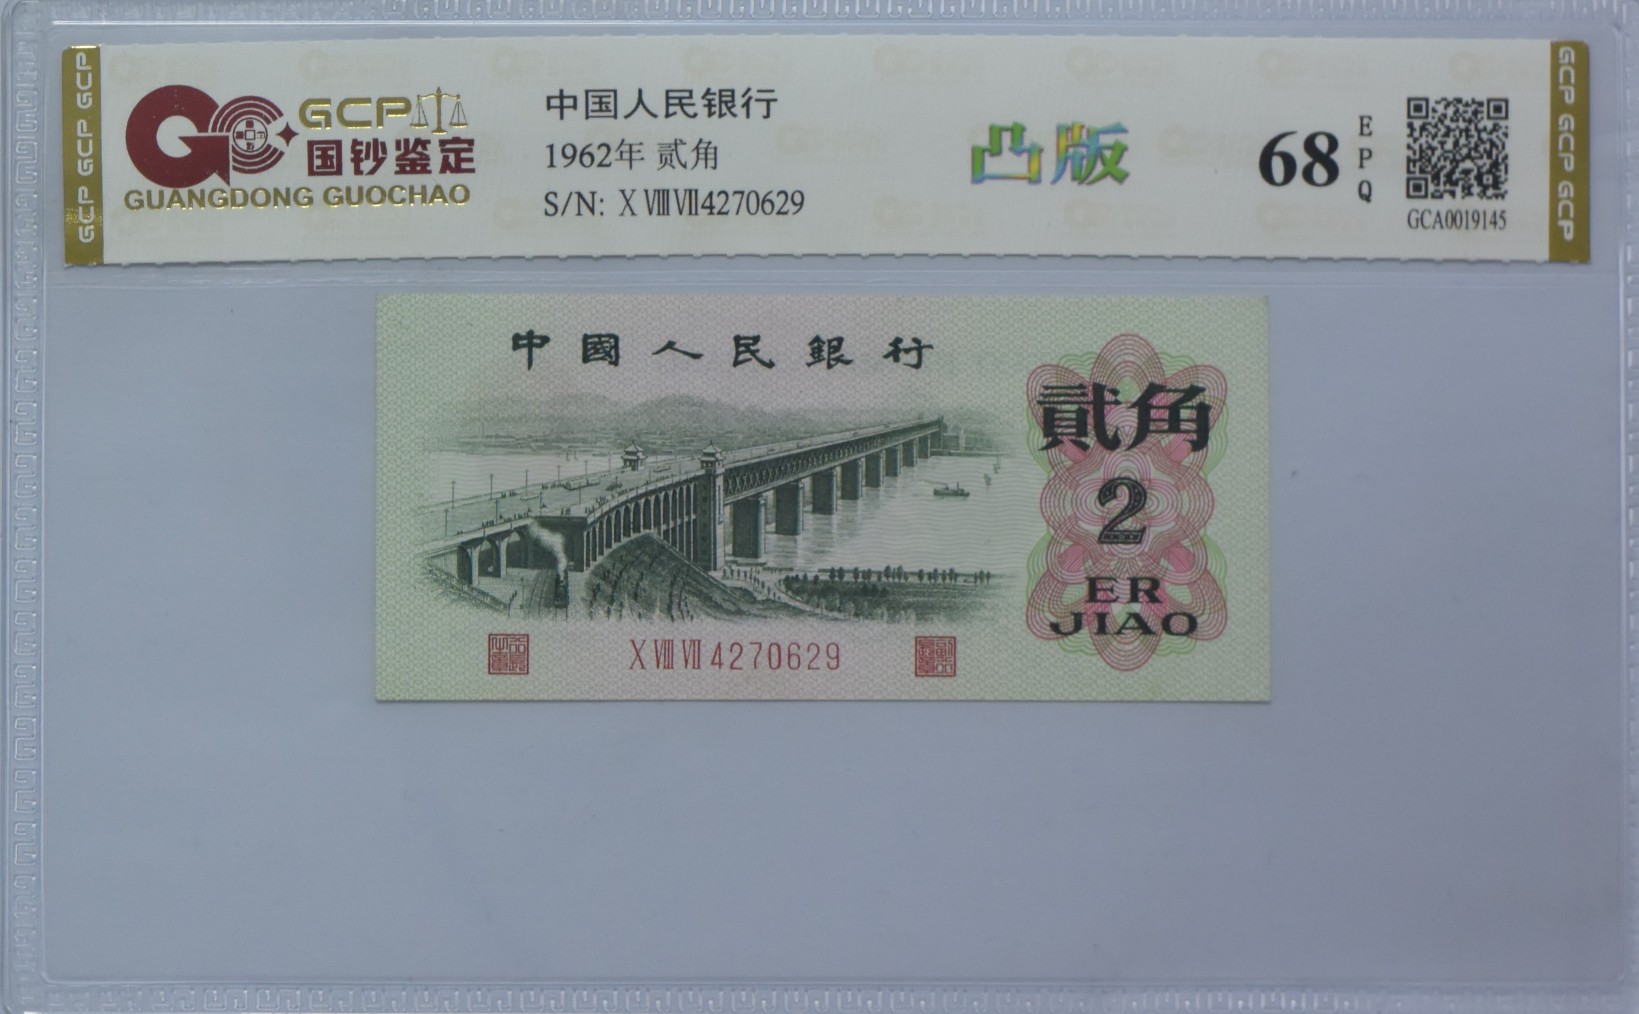 GCP GCP GCP
GCP
国钞鉴定
GUANGDONG GUOCHAO
中国人民银行
1962年 贰角
S/N: X VIII VII4270629
凸版
68
EPQ
GCA0019145
GCP GCP GCP
中國人民銀行
貳角
2
ER
JIAO
X VIII VII 4270629